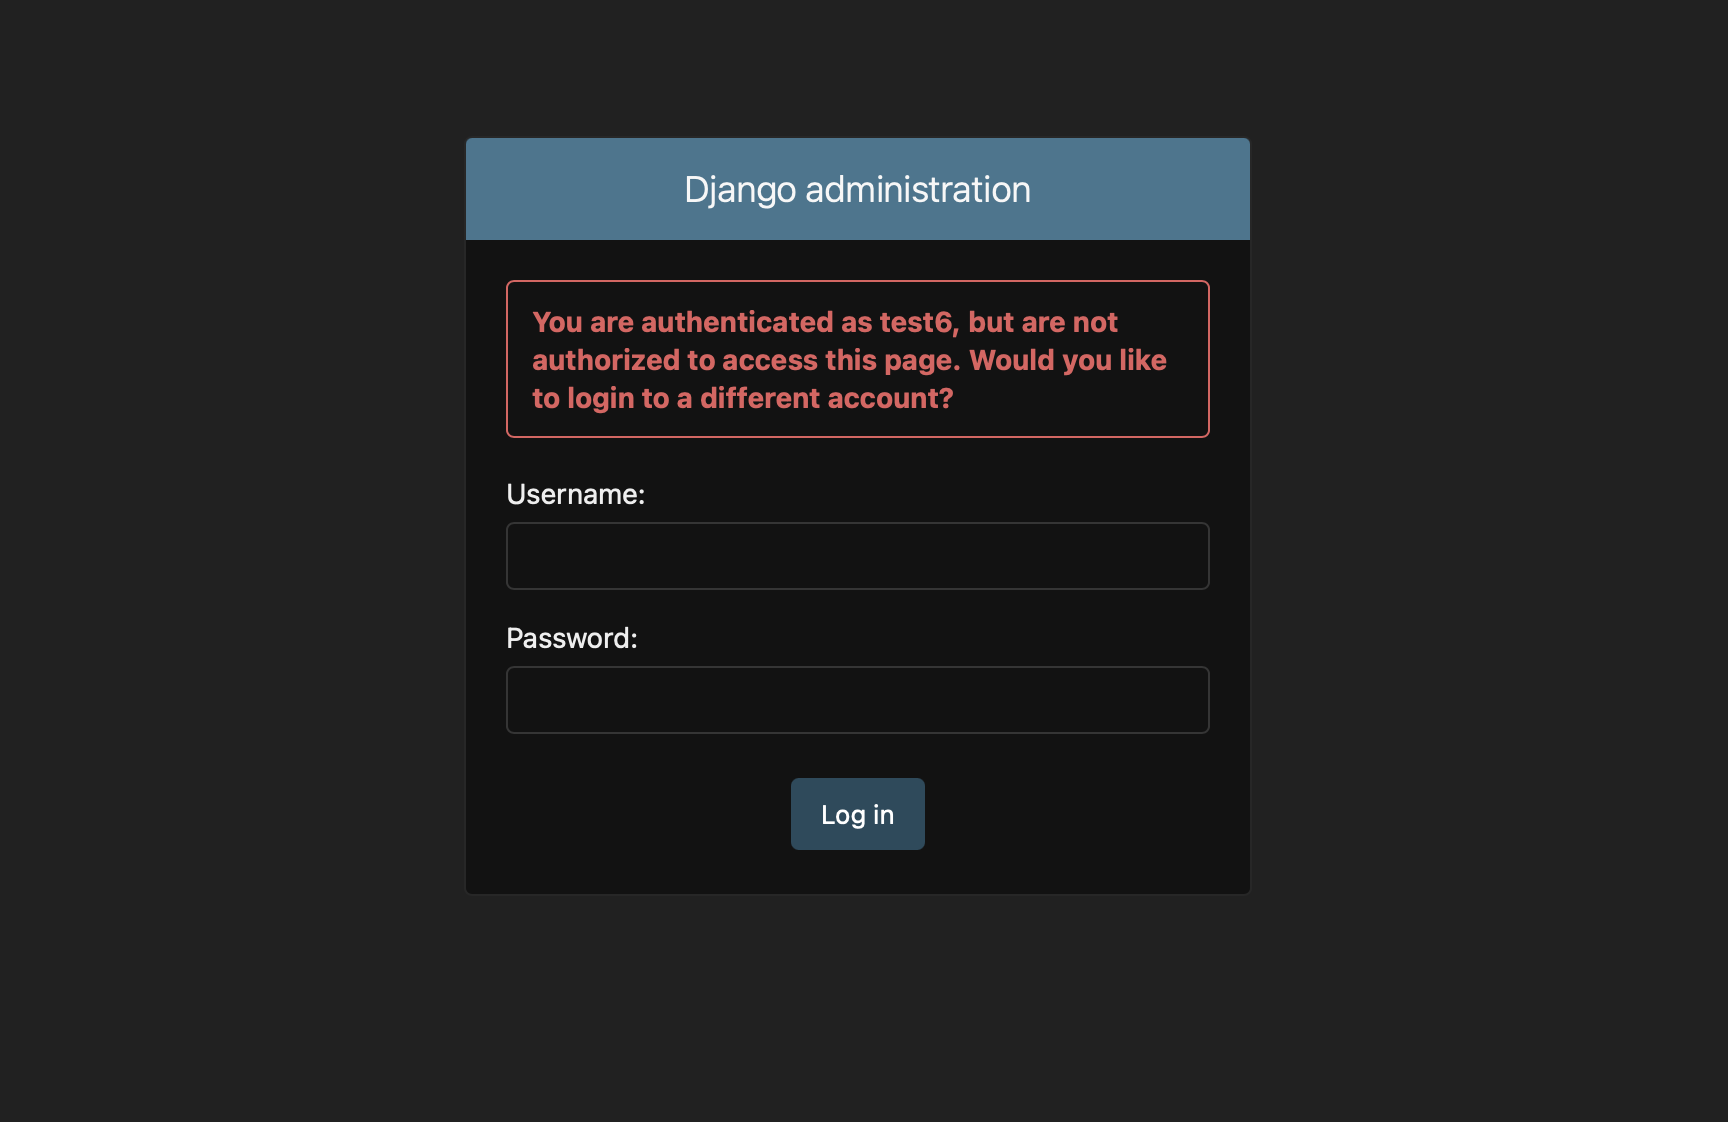 Django administration
You are authenticated as test6, but are not
authorized to access this page. Would you like
to login to a different account?
Username:
Password:
Log in